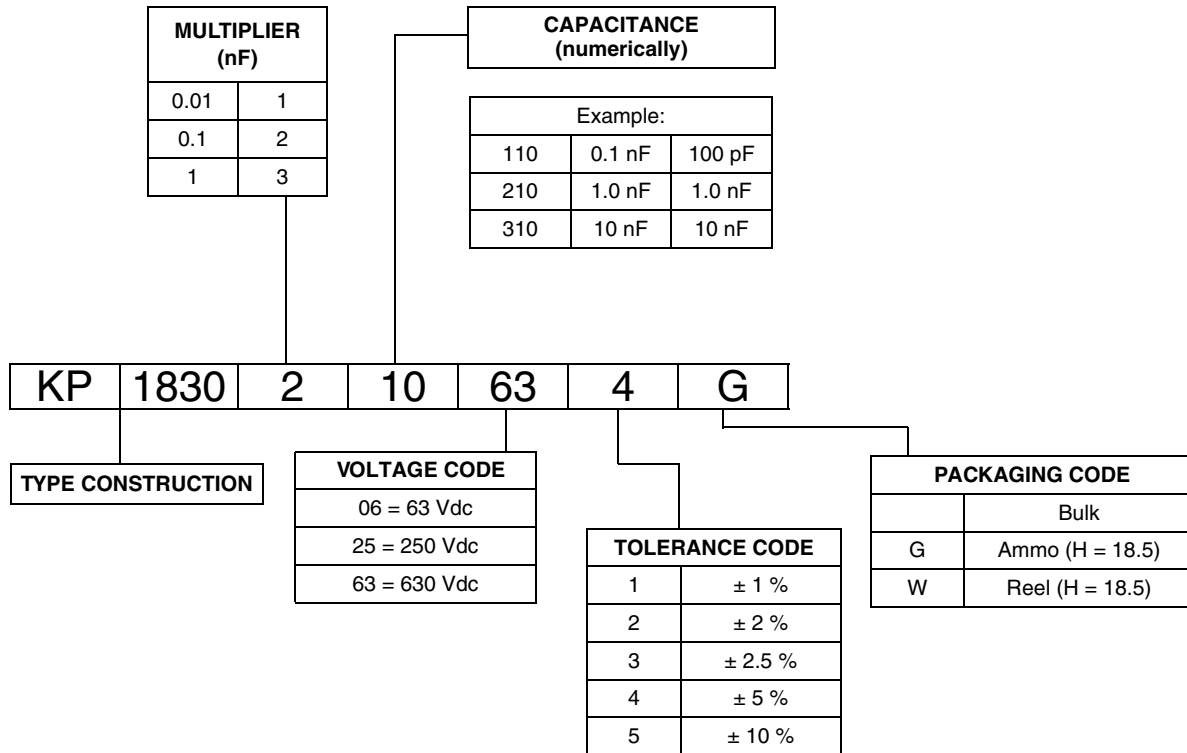 MULTIPLIER
(nF)
0.01 1
0.1 2
1 3
CAPACITANCE
(numerically)
Example:
110 0.1 nF 100 pF
210 1.0 nF 1.0 nF
310 10 nF 10 nF
KP 1830 2 10 63 4 G
TYPE CONSTRUCTION
VOLTAGE CODE
06 = 63 Vdc
25 = 250 Vdc
63 = 630 Vdc
TOLERANCE CODE
1 ± 1 %
2 ± 2 %
3 ± 2.5 %
4 ± 5 %
5 ± 10 %
PACKAGING CODE
Bulk
G Ammo (H = 18.5)
W Reel (H = 18.5)